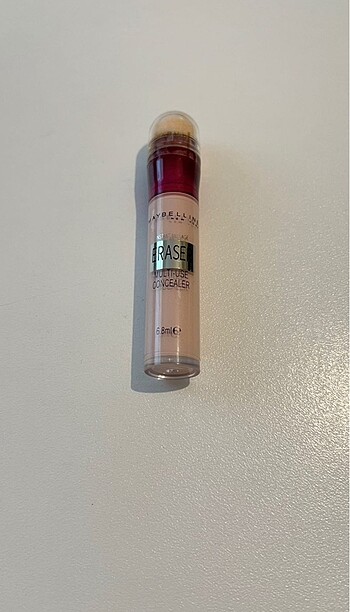 MAYBELLINE
ERASER
MULTI-USE
CONCEALER
6.8ml e